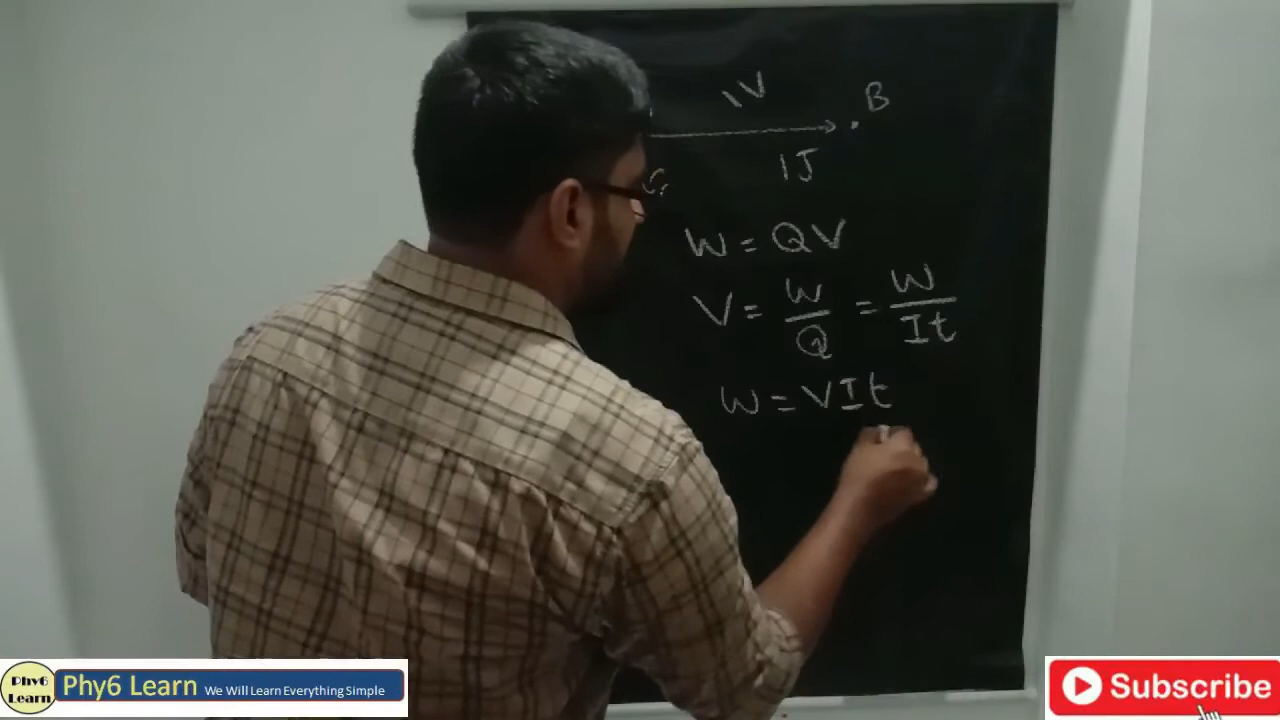 1V
B
1J
W = QV
V = W/Q = W/It
W = VIt
Phy6
Learn
Phy6 Learn We Will Learn Everything Simple
Subscribe